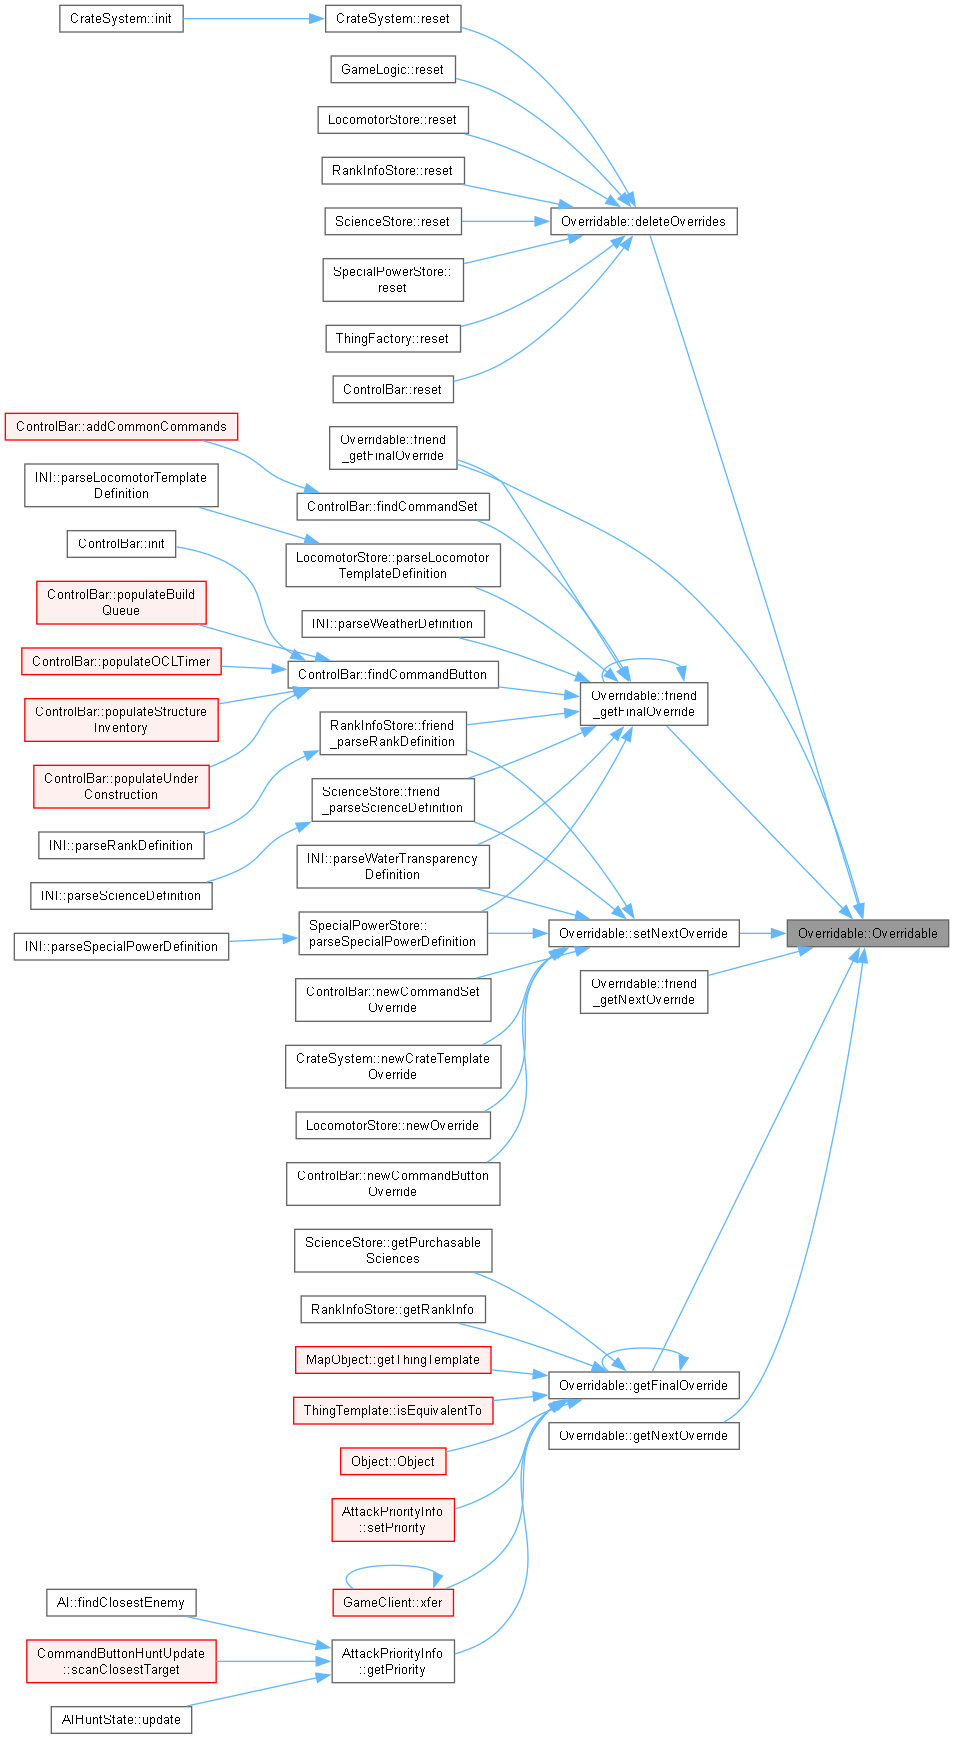 CrateSystem::init
CrateSystem::reset
GameLogic::reset
LocomotorStore::reset
RankInfoStore::reset
ScienceStore::reset
Overridable::deleteOverrides
SpecialPowerStore::
reset
ThingFactory::reset
ControlBar::reset
ControlBar::addCommonCommands
Overridable::friend
_getFinalOverride
INI::parseLocomotorTemplate
Definition
ControlBar::findCommandSet
ControlBar::init
LocomotorStore::parseLocomotor
TemplateDefinition
ControlBar::populateBuild
Queue
INI::parseWeatherDefinition
ControlBar::populateOCLTimer
ControlBar::findCommandButton
Overridable::friend
_getFinalOverride
ControlBar::populateStructure
Inventory
RankInfoStore::friend
_parseRankDefinition
ControlBar::populateUnder
Construction
ScienceStore::friend
_parseScienceDefinition
INI::parseRankDefinition
INI::parseWaterTransparency
Definition
INI::parseScienceDefinition
SpecialPowerStore::
parseSpecialPowerDefinition
INI::parseSpecialPowerDefinition
Overridable::setNextOverride
Overridable::Overridable
ControlBar::newCommandSet
Override
Overridable::friend
_getNextOverride
CrateSystem::newCrateTemplate
Override
LocomotorStore::newOverride
ControlBar::newCommandButton
Override
ScienceStore::getPurchasable
Sciences
RankInfoStore::getRankInfo
MapObject::getThingTemplate
Overridable::getFinalOverride
ThingTemplate::isEquivalentTo
Overridable::getNextOverride
Object::Object
AttackPriorityInfo
::setPriority
GameClient::xfer
AI::findClosestEnemy
CommandButtonHuntUpdate
::scanClosestTarget
AttackPriorityInfo
::getPriority
AIHuntState::update